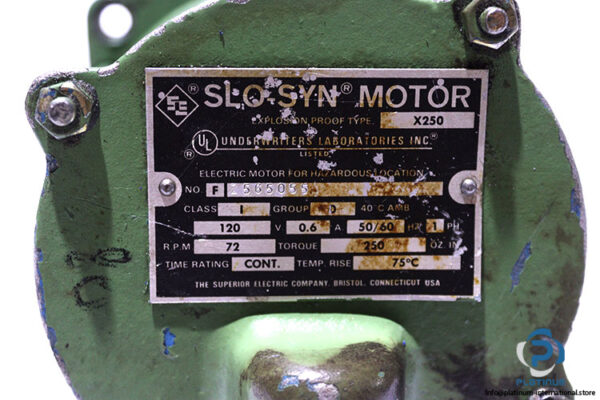 SLO-SYN® MOTOR
EXPLOSION PROOF TYPE X250
UL ® UNDERWRITERS LABORATORIES INC®
LISTED
ELECTRIC MOTOR FOR HAZARDOUS LOCATION
NO. F
CLASS I GROUP D 40°C AMB.
120 V 0.6 A 50/60 HZ 1 PH
R.P.M 72 TORQUE 250 OZ. IN.
TIME RATING CONT. TEMP. RISE 75°C
THE SUPERIOR ELECTRIC COMPANY, BRISTOL, CONNECTICUT USA
PLATINUM
Info@platinum-international.store